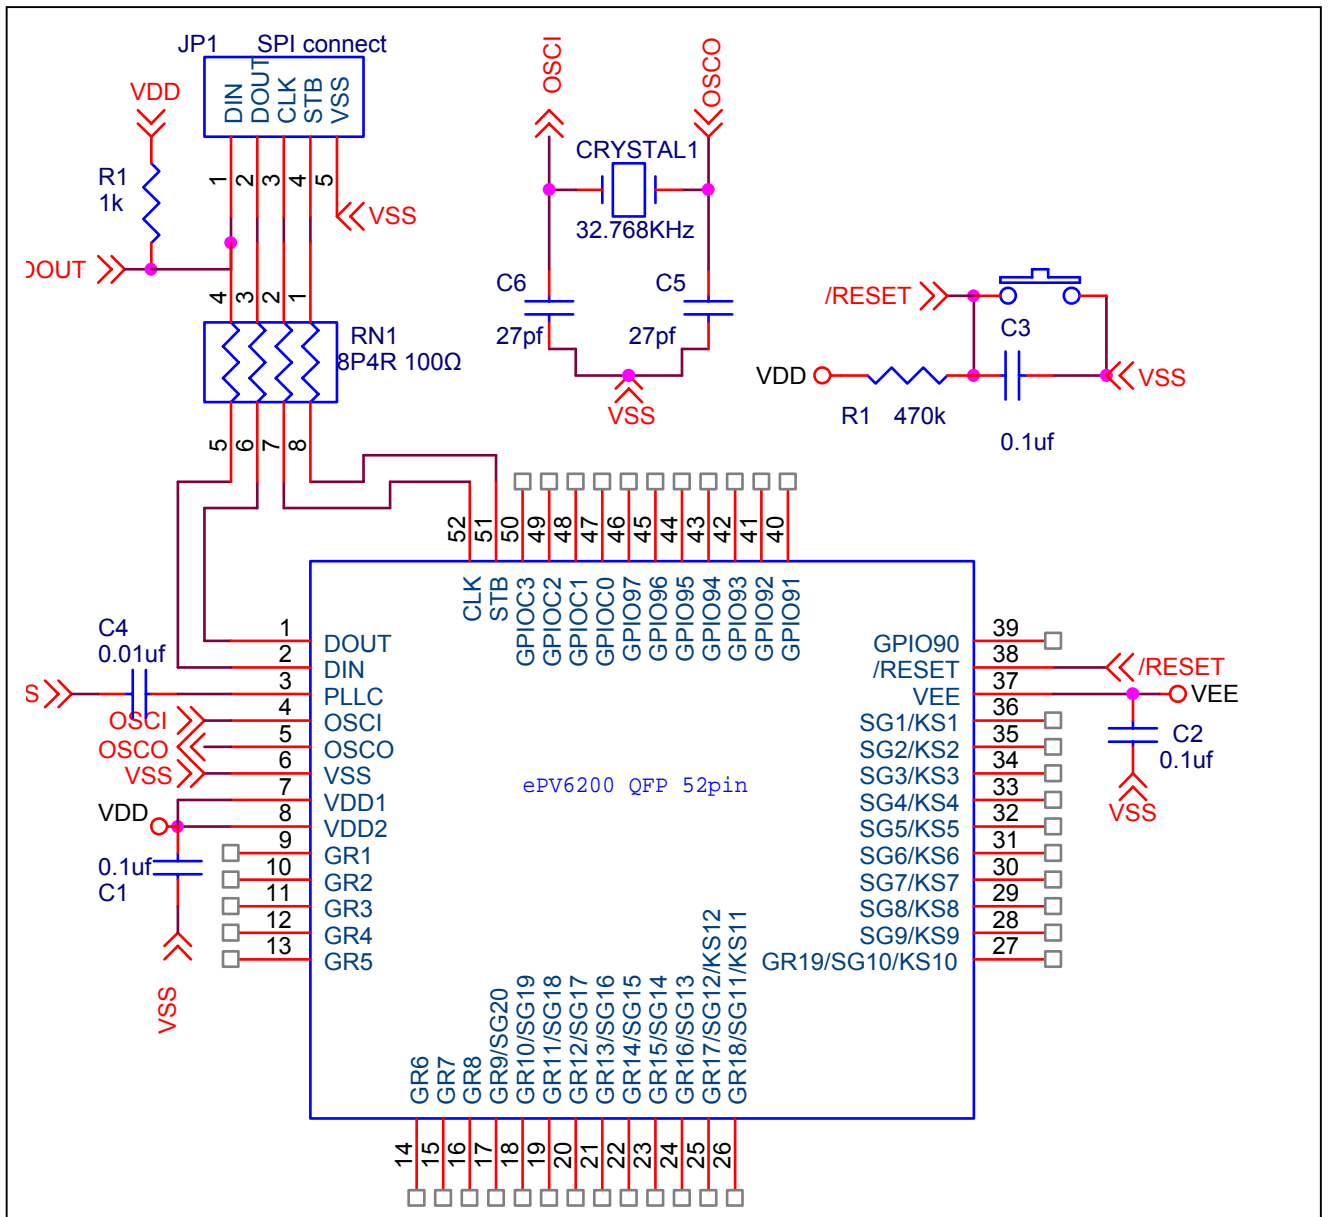 JP1 SPI connect
DIN
DOUT
CLK
STB
VSS
1
2
3
4
5
VDD
R1
1k
VSS
DOUT
4
3
2
1
RN1
8P4R 100Ω
5
6
7
8
OSCI
OSCO
CRYSTAL1
32.768KHz
C6
27pf
C5
27pf
VSS
/RESET
C3
VDD
VSS
R1 470k
0.1uf
52
51
50
49
48
47
46
45
44
43
42
41
40
CLK
STB
GPIOC3
GPIOC2
GPIOC1
GPIOC0
GPIO97
GPIO96
GPIO95
GPIO94
GPIO93
GPIO92
GPIO91
C4
0.01uf
S
OSCI
OSCO
VSS
VDD
0.1uf
C1
VSS
1 DOUT
2 DIN
3 PLLC
4 OSCI
5 OSCO
6 VSS
7 VDD1
8 VDD2
9 GR1
10 GR2
11 GR3
12 GR4
13 GR5
ePV6200 QFP 52pin
GPIO90 39
/RESET 38
VEE 37
SG1/KS1 36
SG2/KS2 35
SG3/KS3 34
SG4/KS4 33
SG5/KS5 32
SG6/KS6 31
SG7/KS7 30
SG8/KS8 29
SG9/KS9 28
GR19/SG10/KS10 27
/RESET
VEE
C2
0.1uf
VSS
GR6
GR7
GR8
GR9/SG20
GR10/SG19
GR11/SG18
GR12/SG17
GR13/SG16
GR14/SG15
GR15/SG14
GR16/SG13
GR17/SG12/KS12
GR18/SG11/KS11
14
15
16
17
18
19
20
21
22
23
24
25
26